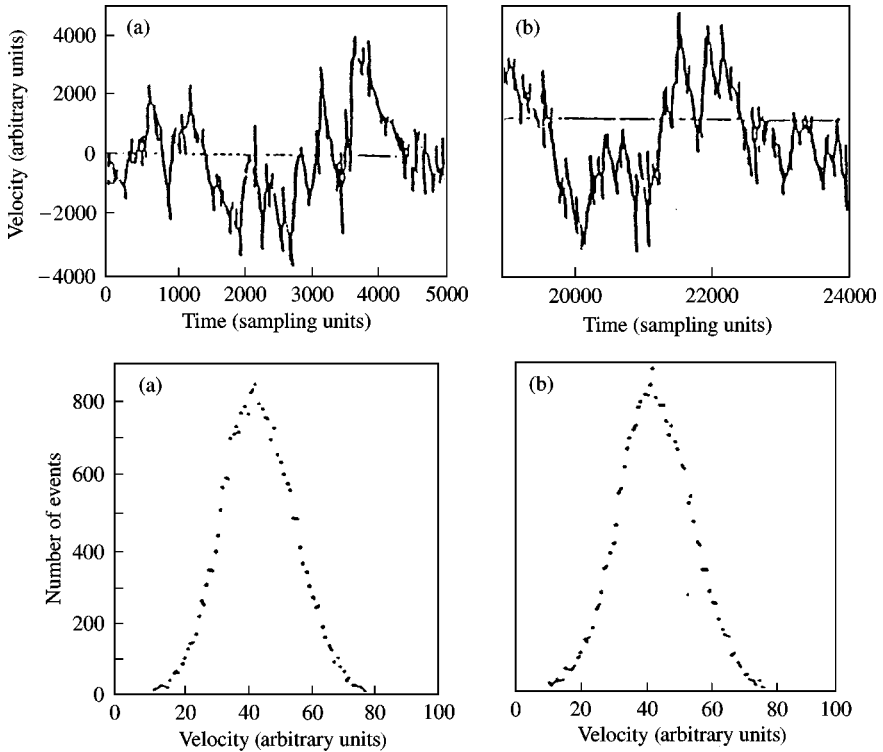 (a)
Velocity (arbitrary units)
4000
2000
0
−2000
−4000
0 1000 2000 3000 4000 5000
Time (sampling units)
(b)
20000 22000 24000
Time (sampling units)
(a)
Number of events
800
600
400
200
0
0 20 40 60 80 100
Velocity (arbitrary units)
(b)
0 20 40 60 80 100
Velocity (arbitrary units)